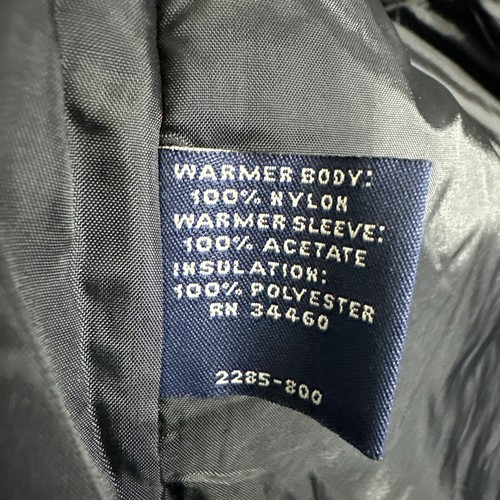 WARMER BODY:
100% NYLON
WARMER SLEEVE:
100% ACETATE
INSULATION:
100% POLYESTER
RN 34460
2285-800